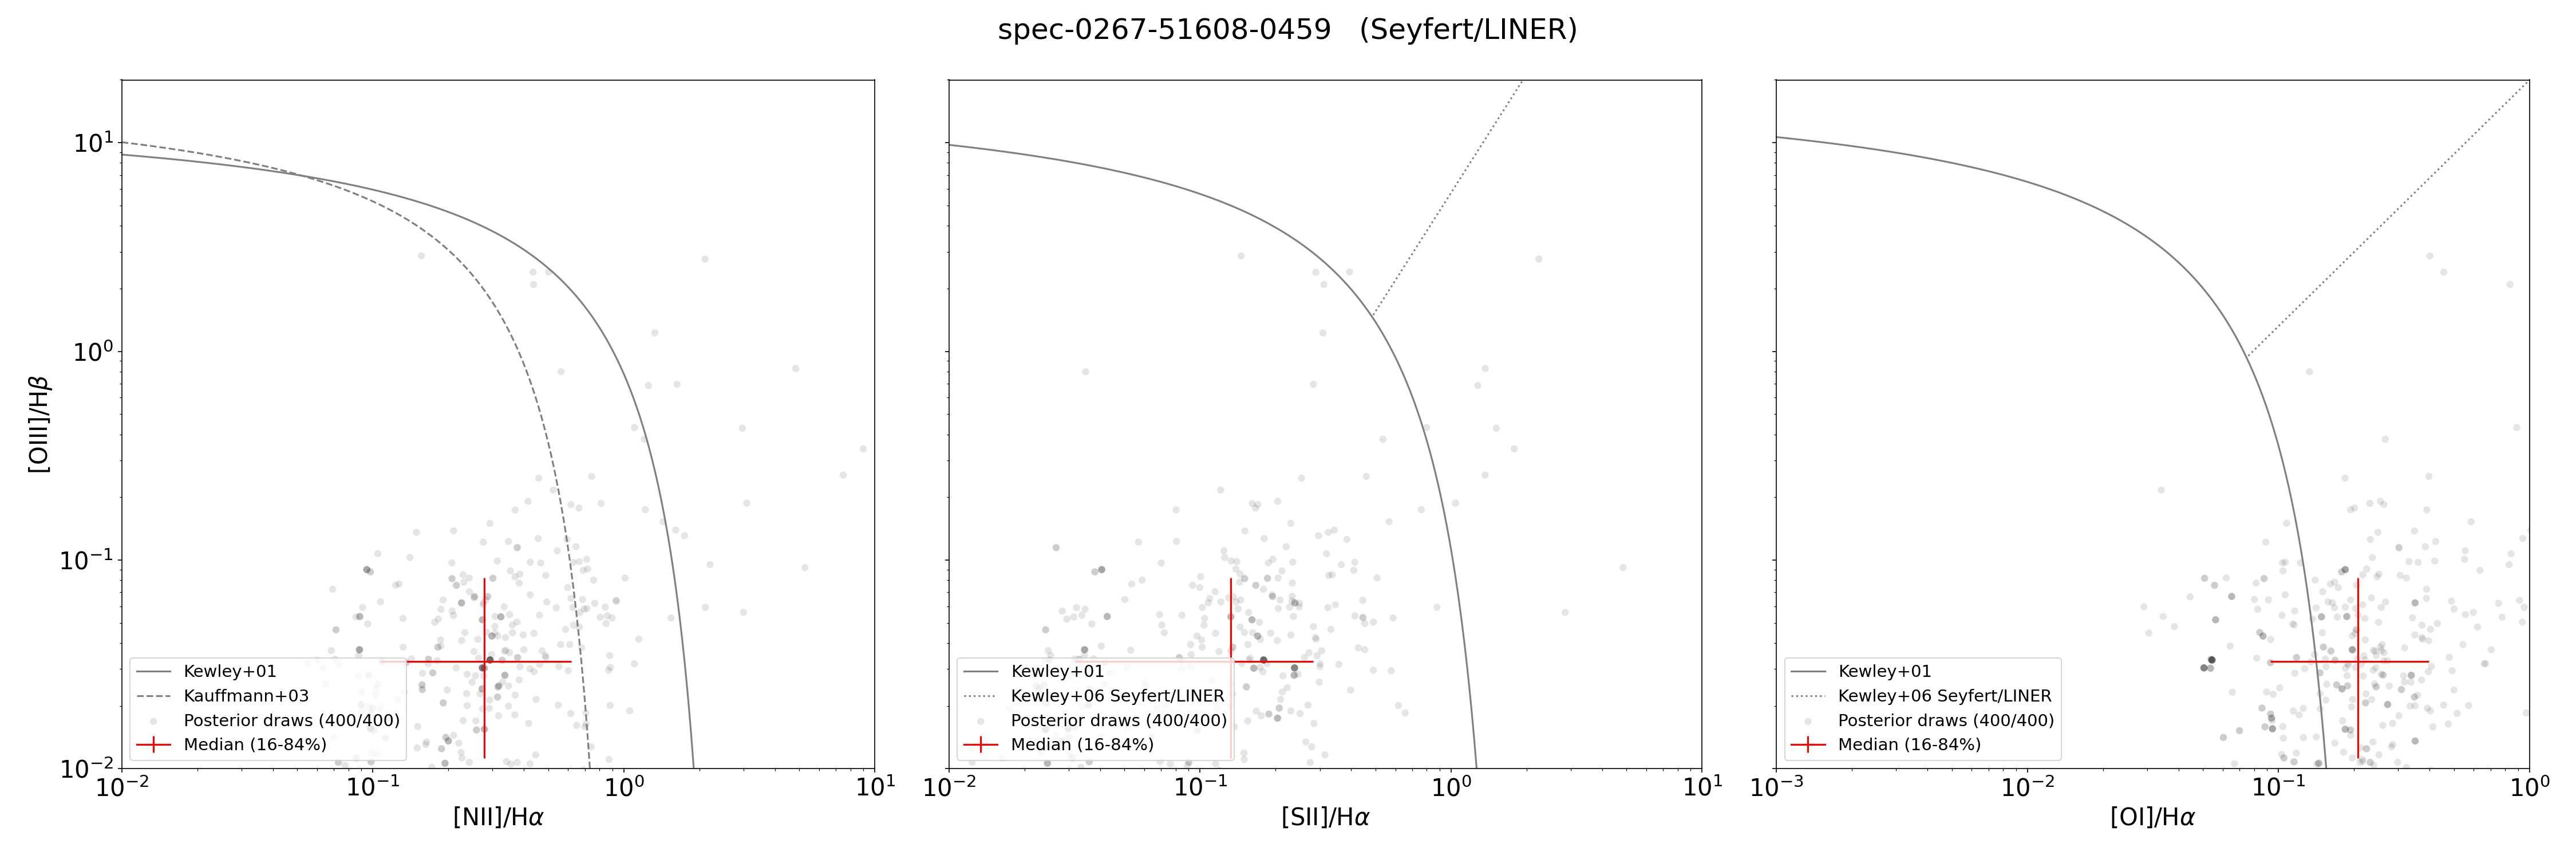 spec-0267-51608-0459 (Seyfert/LINER)
[OIII]/Hβ
10^1
10^0
10^-1
10^-2
Kewley+01
Kauffmann+03
Posterior draws (400/400)
Median (16-84%)
10^-2
10^-1
10^0
10^1
[NII]/Hα
Kewley+01
Kewley+06 Seyfert/LINER
Posterior draws (400/400)
Median (16-84%)
10^-2
10^-1
10^0
10^1
[SII]/Hα
Kewley+01
Kewley+06 Seyfert/LINER
Posterior draws (400/400)
Median (16-84%)
10^-3
10^-2
10^-1
10^0
[OI]/Hα